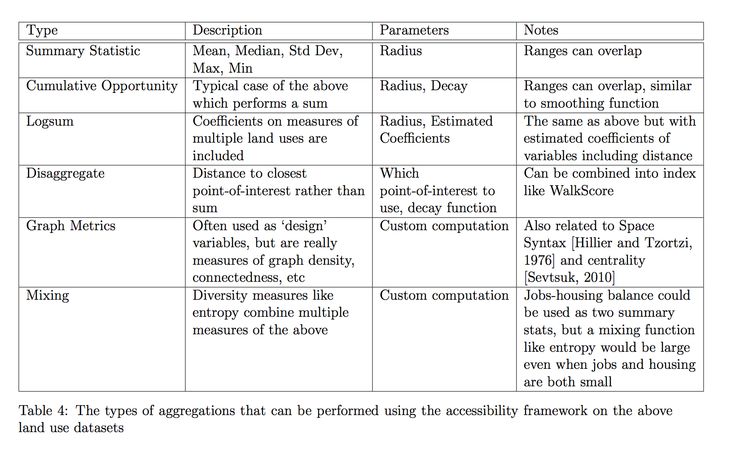 Type Description Parameters Notes
Summary Statistic Mean, Median, Std Dev, Radius Ranges can overlap
Max, Min
Cumulative Opportunity Typical case of the above Radius, Decay Ranges can overlap, similar
which performs a sum to smoothing function
Logsum Coefficients on measures of Radius, Estimated The same as above but with
multiple land uses are Coefficients estimated coefficients of
included variables including distance
Disaggregate Distance to closest Which Can be combined into index
point-of-interest rather than point-of-interest to like WalkScore
sum use, decay function
Graph Metrics Often used as ‘design’ Custom computation Also related to Space
variables, but are really Syntax [Hillier and Tzortzi,
measures of graph density, 1976] and centrality
connectedness, etc [Sevtsuk, 2010]
Mixing Diversity measures like Custom computation Jobs-housing balance could
entropy combine multiple be used as two summary
measures of the above stats, but a mixing function
like entropy would be large
even when jobs and housing
are both small
Table 4: The types of aggregations that can be performed using the accessibility framework on the above
land use datasets